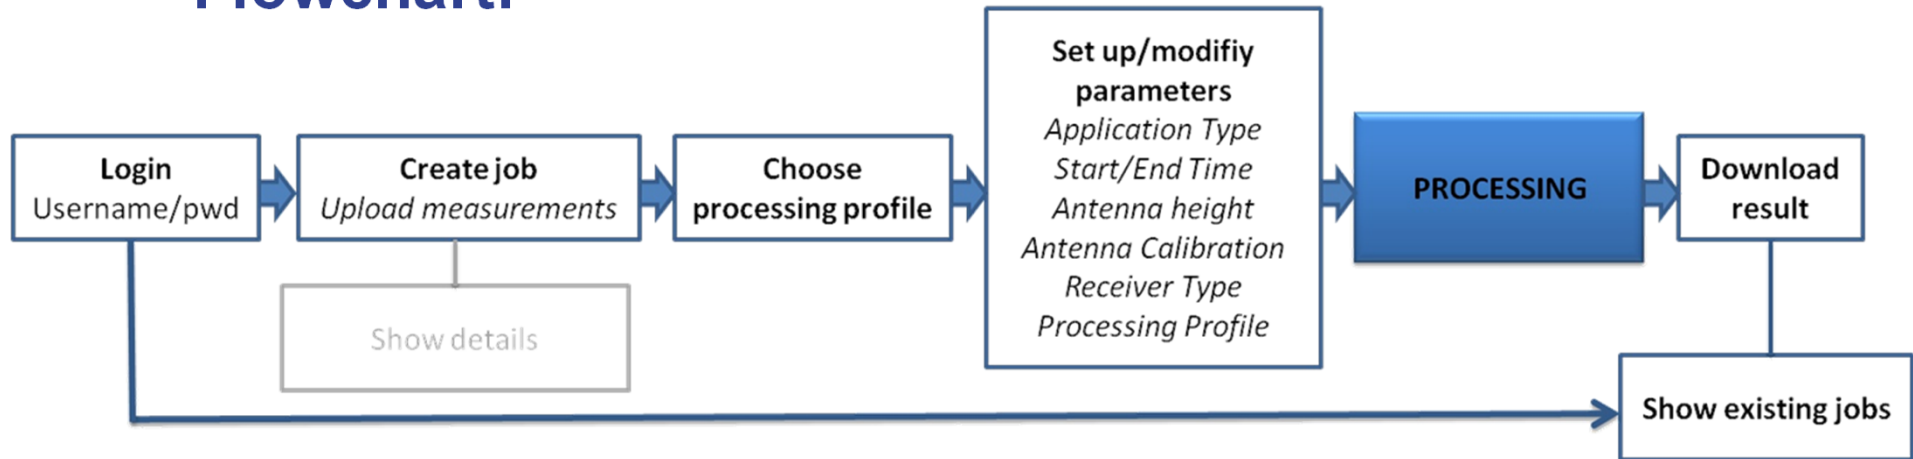 Flowchart:
Login
Username/pwd
Create job
Upload measurements
Choose
processing profile
Set up/modifiy
parameters
Application Type
Start/End Time
Antenna height
Antenna Calibration
Receiver Type
Processing Profile
PROCESSING
Download
result
Show details
Show existing jobs